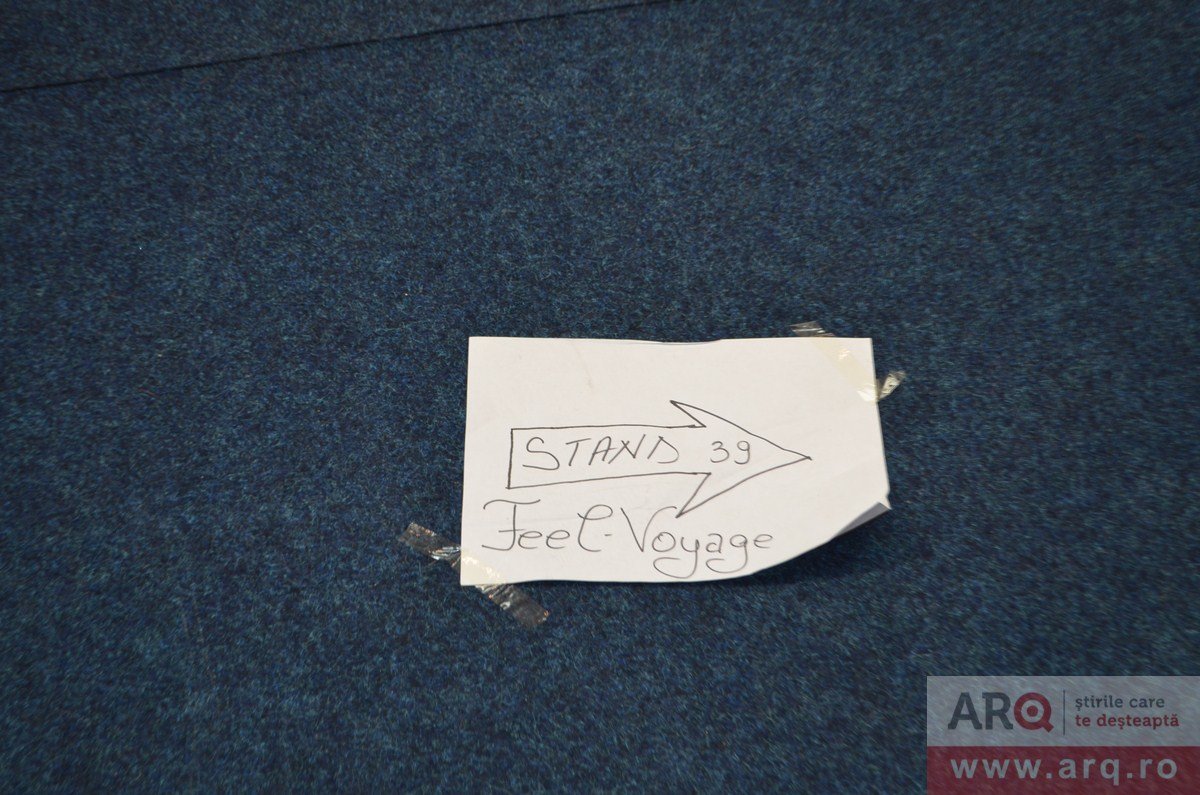 STAND 39
Feel-Voyage
ARQ
știrile care
te deșteaptă
www.arq.ro